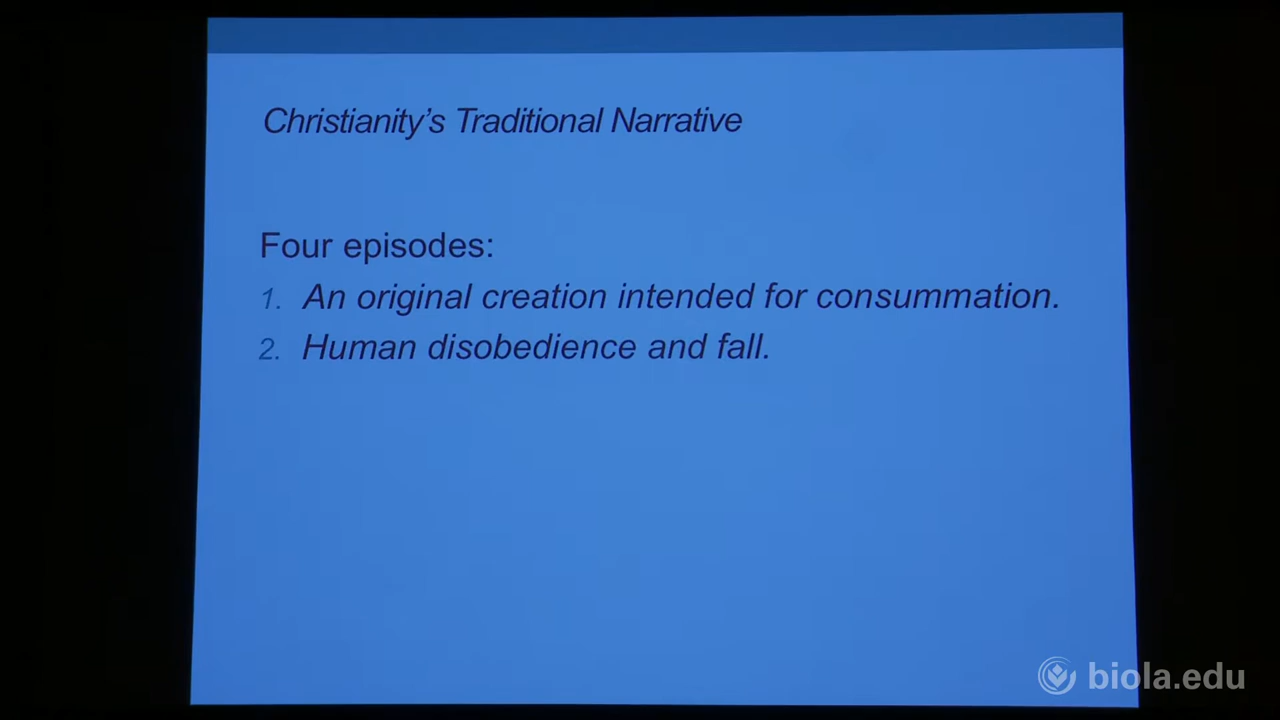 Christianity's Traditional Narrative
Four episodes:
1. An original creation intended for consummation.
2. Human disobedience and fall.
biola.edu